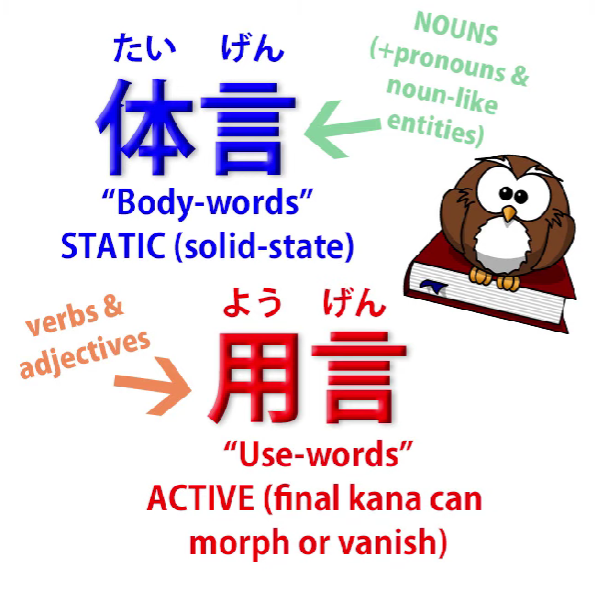 たい げん
体言
NOUNS
(+pronouns &
noun-like
entities)
“Body-words”
STATIC (solid-state)
verbs &
adjectives
よう げん
用言
“Use-words”
ACTIVE (final kana can
morph or vanish)